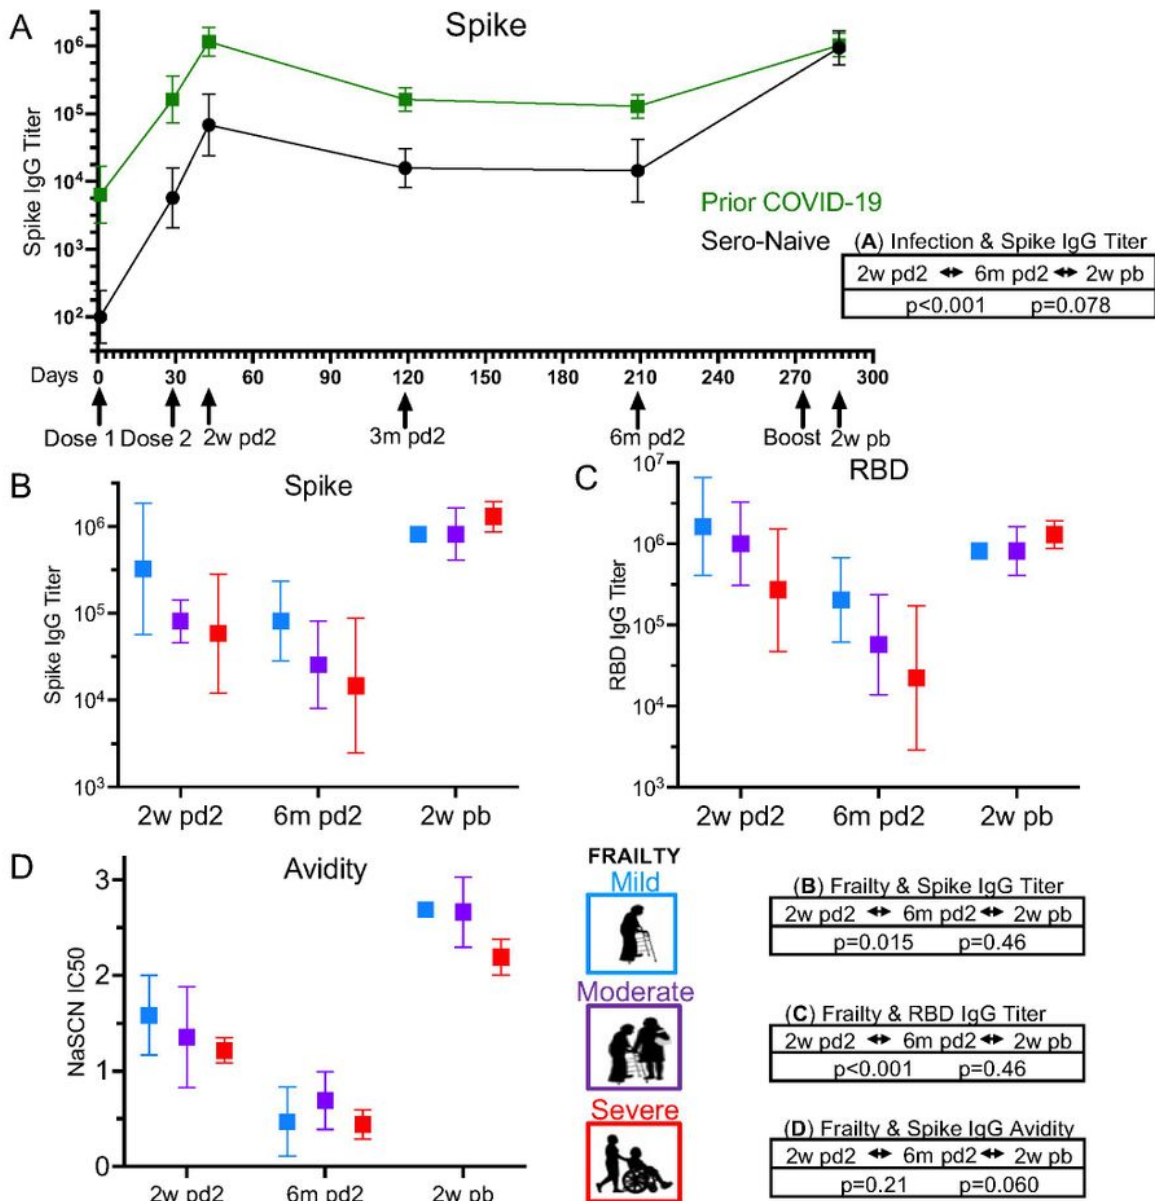 A
Spike
Spike IgG Titer
10⁶
10⁵
10⁴
10³
10²
Prior COVID-19
Sero-Naive
(A) Infection & Spike IgG Titer
2w pd2 ◄► 6m pd2 ◄► 2w pb
p<0.001 p=0.078
Days 0 30 60 90 120 150 180 210 240 270 300
Dose 1 Dose 2 2w pd2 3m pd2 6m pd2 Boost 2w pb
B
Spike
Spike IgG Titer
10⁶
10⁵
10⁴
10³
2w pd2 6m pd2 2w pb
C
RBD
RBD IgG Titer
10⁷
10⁶
10⁵
10⁴
10³
2w pd2 6m pd2 2w pb
D
Avidity
NaSCN IC50
3
2
1
0
2w pd2 6m pd2 2w pb
FRAILTY
Mild
Moderate
Severe
(B) Frailty & Spike IgG Titer
2w pd2 ◄► 6m pd2 ◄► 2w pb
p=0.015 p=0.46
(C) Frailty & RBD IgG Titer
2w pd2 ◄► 6m pd2 ◄► 2w pb
p<0.001 p=0.46
(D) Frailty & Spike IgG Avidity
2w pd2 ◄► 6m pd2 ◄► 2w pb
p=0.21 p=0.060